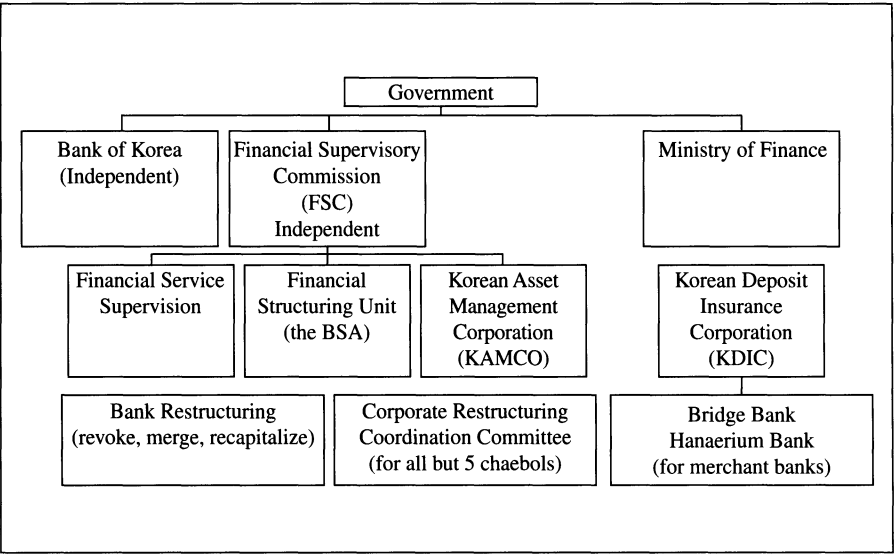 Government
Bank of Korea
(Independent)
Financial Supervisory
Commission
(FSC)
Independent
Ministry of Finance
Financial Service
Supervision
Financial
Structuring Unit
(the BSA)
Korean Asset
Management
Corporation
(KAMCO)
Korean Deposit
Insurance
Corporation
(KDIC)
Bank Restructuring
(revoke, merge, recapitalize)
Corporate Restructuring
Coordination Committee
(for all but 5 chaebols)
Bridge Bank
Hanaerium Bank
(for merchant banks)